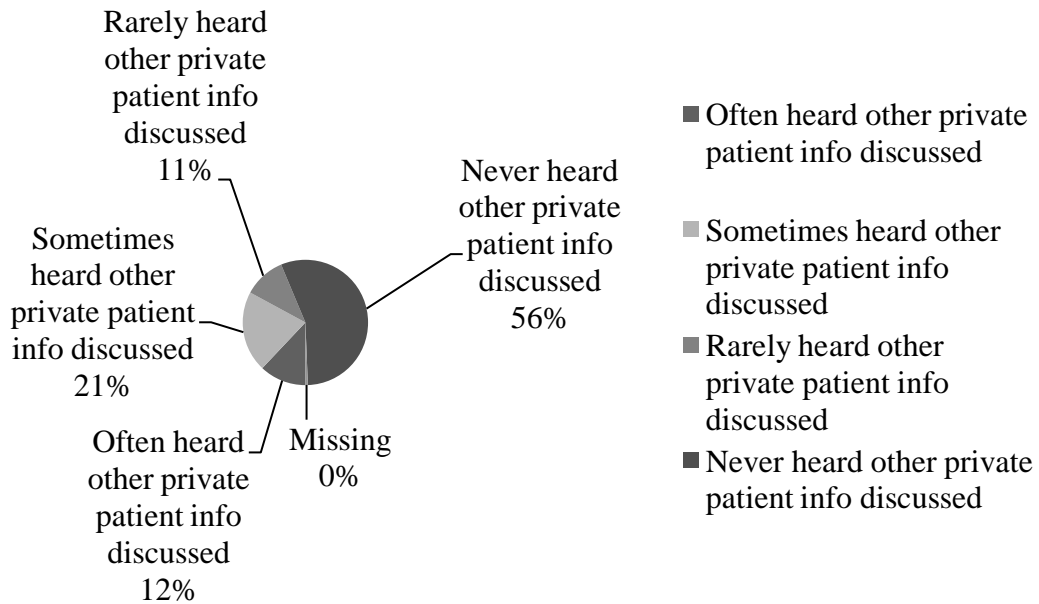 Rarely heard
other private
patient info
discussed
11%
Never heard
other private
patient info
discussed
56%
Sometimes
heard other
private patient
info discussed
21%
Often heard
other private
patient info
discussed
12%
Missing
0%
Often heard other private
patient info discussed
Sometimes heard other
private patient info
discussed
Rarely heard other
private patient info
discussed
Never heard other private
patient info discussed